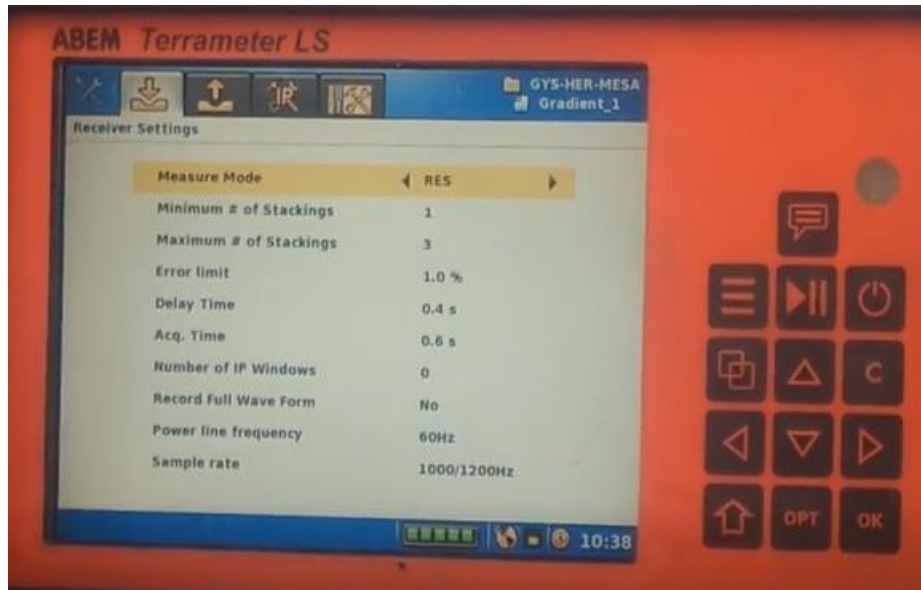 ABEM Terrameter LS
IP
GYS-HER-MESA
Gradient_1
Receiver Settings
Measure Mode RES
Minimum # of Stackings 1
Maximum # of Stackings 3
Error limit 1.0 %
Delay Time 0.4 s
Acq. Time 0.6 s
Number of IP Windows 0
Record Full Wave Form No
Power line frequency 60Hz
Sample rate 1000/1200Hz
10:38
C
OPT OK